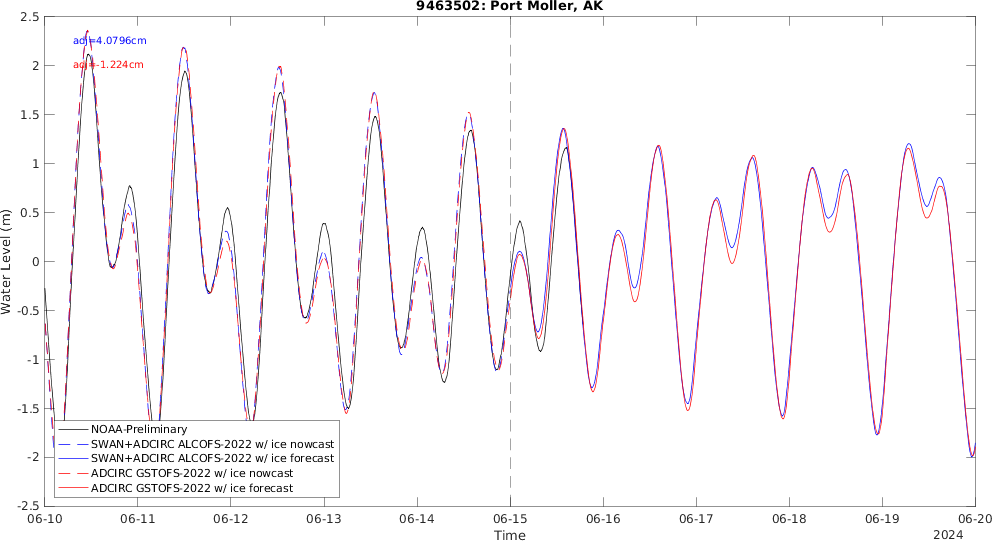 9463502: Port Moller, AK
2.5
adj=4.0796cm
2
adj=-1.224cm
1.5
1
0.5
0
-0.5
-1
-1.5
-2
-2.5
Water Level (m)
NOAA-Preliminary
SWAN+ADCIRC ALCOFS-2022 w/ ice nowcast
SWAN+ADCIRC ALCOFS-2022 w/ ice forecast
ADCIRC GSTOFS-2022 w/ ice nowcast
ADCIRC GSTOFS-2022 w/ ice forecast
06-10 06-11 06-12 06-13 06-14 06-15 06-16 06-17 06-18 06-19 06-20
Time
2024